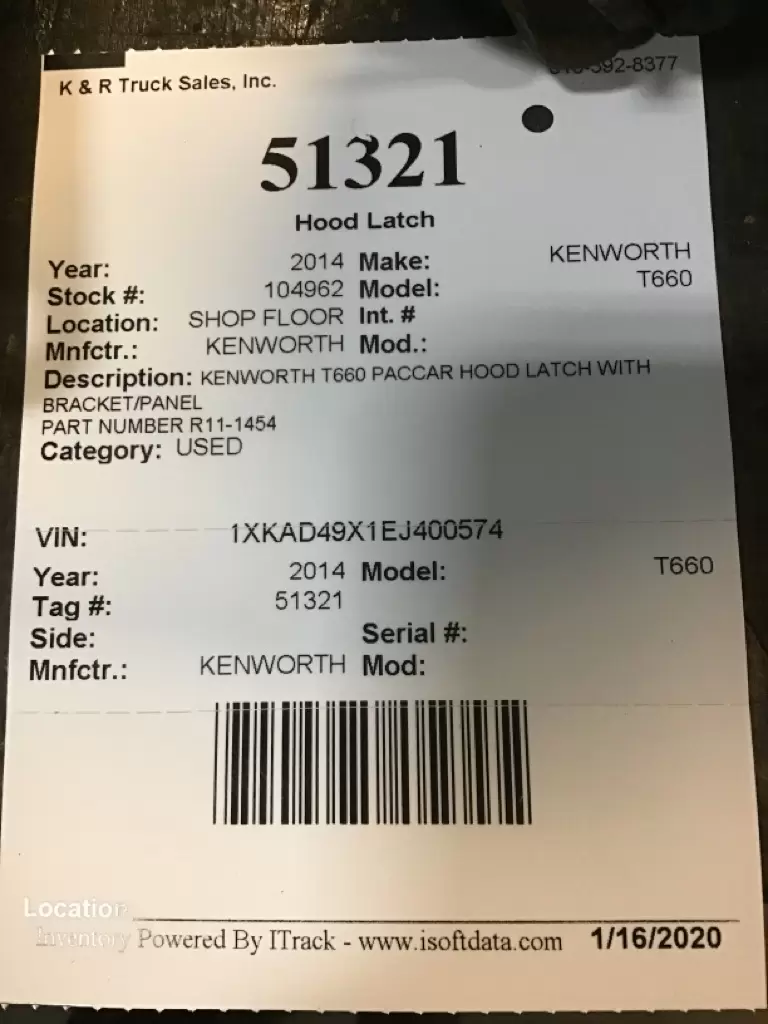 K & R Truck Sales, Inc.
51321
Hood Latch
Year: 2014 Make: KENWORTH
Stock #: 104962 Model: T660
Location: SHOP FLOOR Int. #
Mnfctr.: KENWORTH Mod.:
Description: KENWORTH T660 PACCAR HOOD LATCH WITH
BRACKET/PANEL
PART NUMBER R11-1454
Category: USED
VIN: 1XKAD49X1EJ400574
Year: 2014 Model: T660
Tag #: 51321
Side: Serial #:
Mnfctr.: KENWORTH Mod:
Location
Inventory Powered By ITrack - www.isoftdata.com 1/16/2020